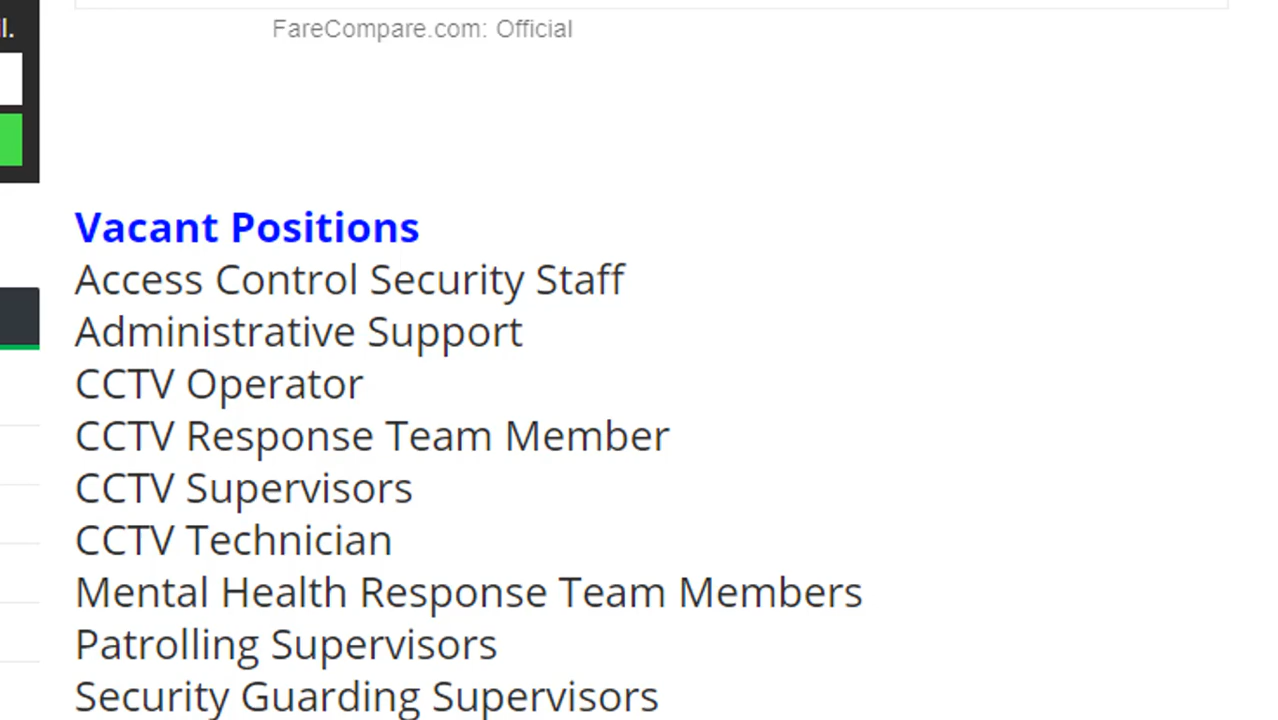 l.
FareCompare.com: Official
Vacant Positions
Access Control Security Staff
Administrative Support
CCTV Operator
CCTV Response Team Member
CCTV Supervisors
CCTV Technician
Mental Health Response Team Members
Patrolling Supervisors
Security Guarding Supervisors